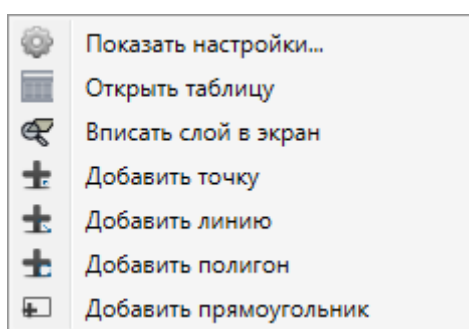 Показать настройки...
Открыть таблицу
Вписать слой в экран
Добавить точку
Добавить линию
Добавить полигон
Добавить прямоугольник